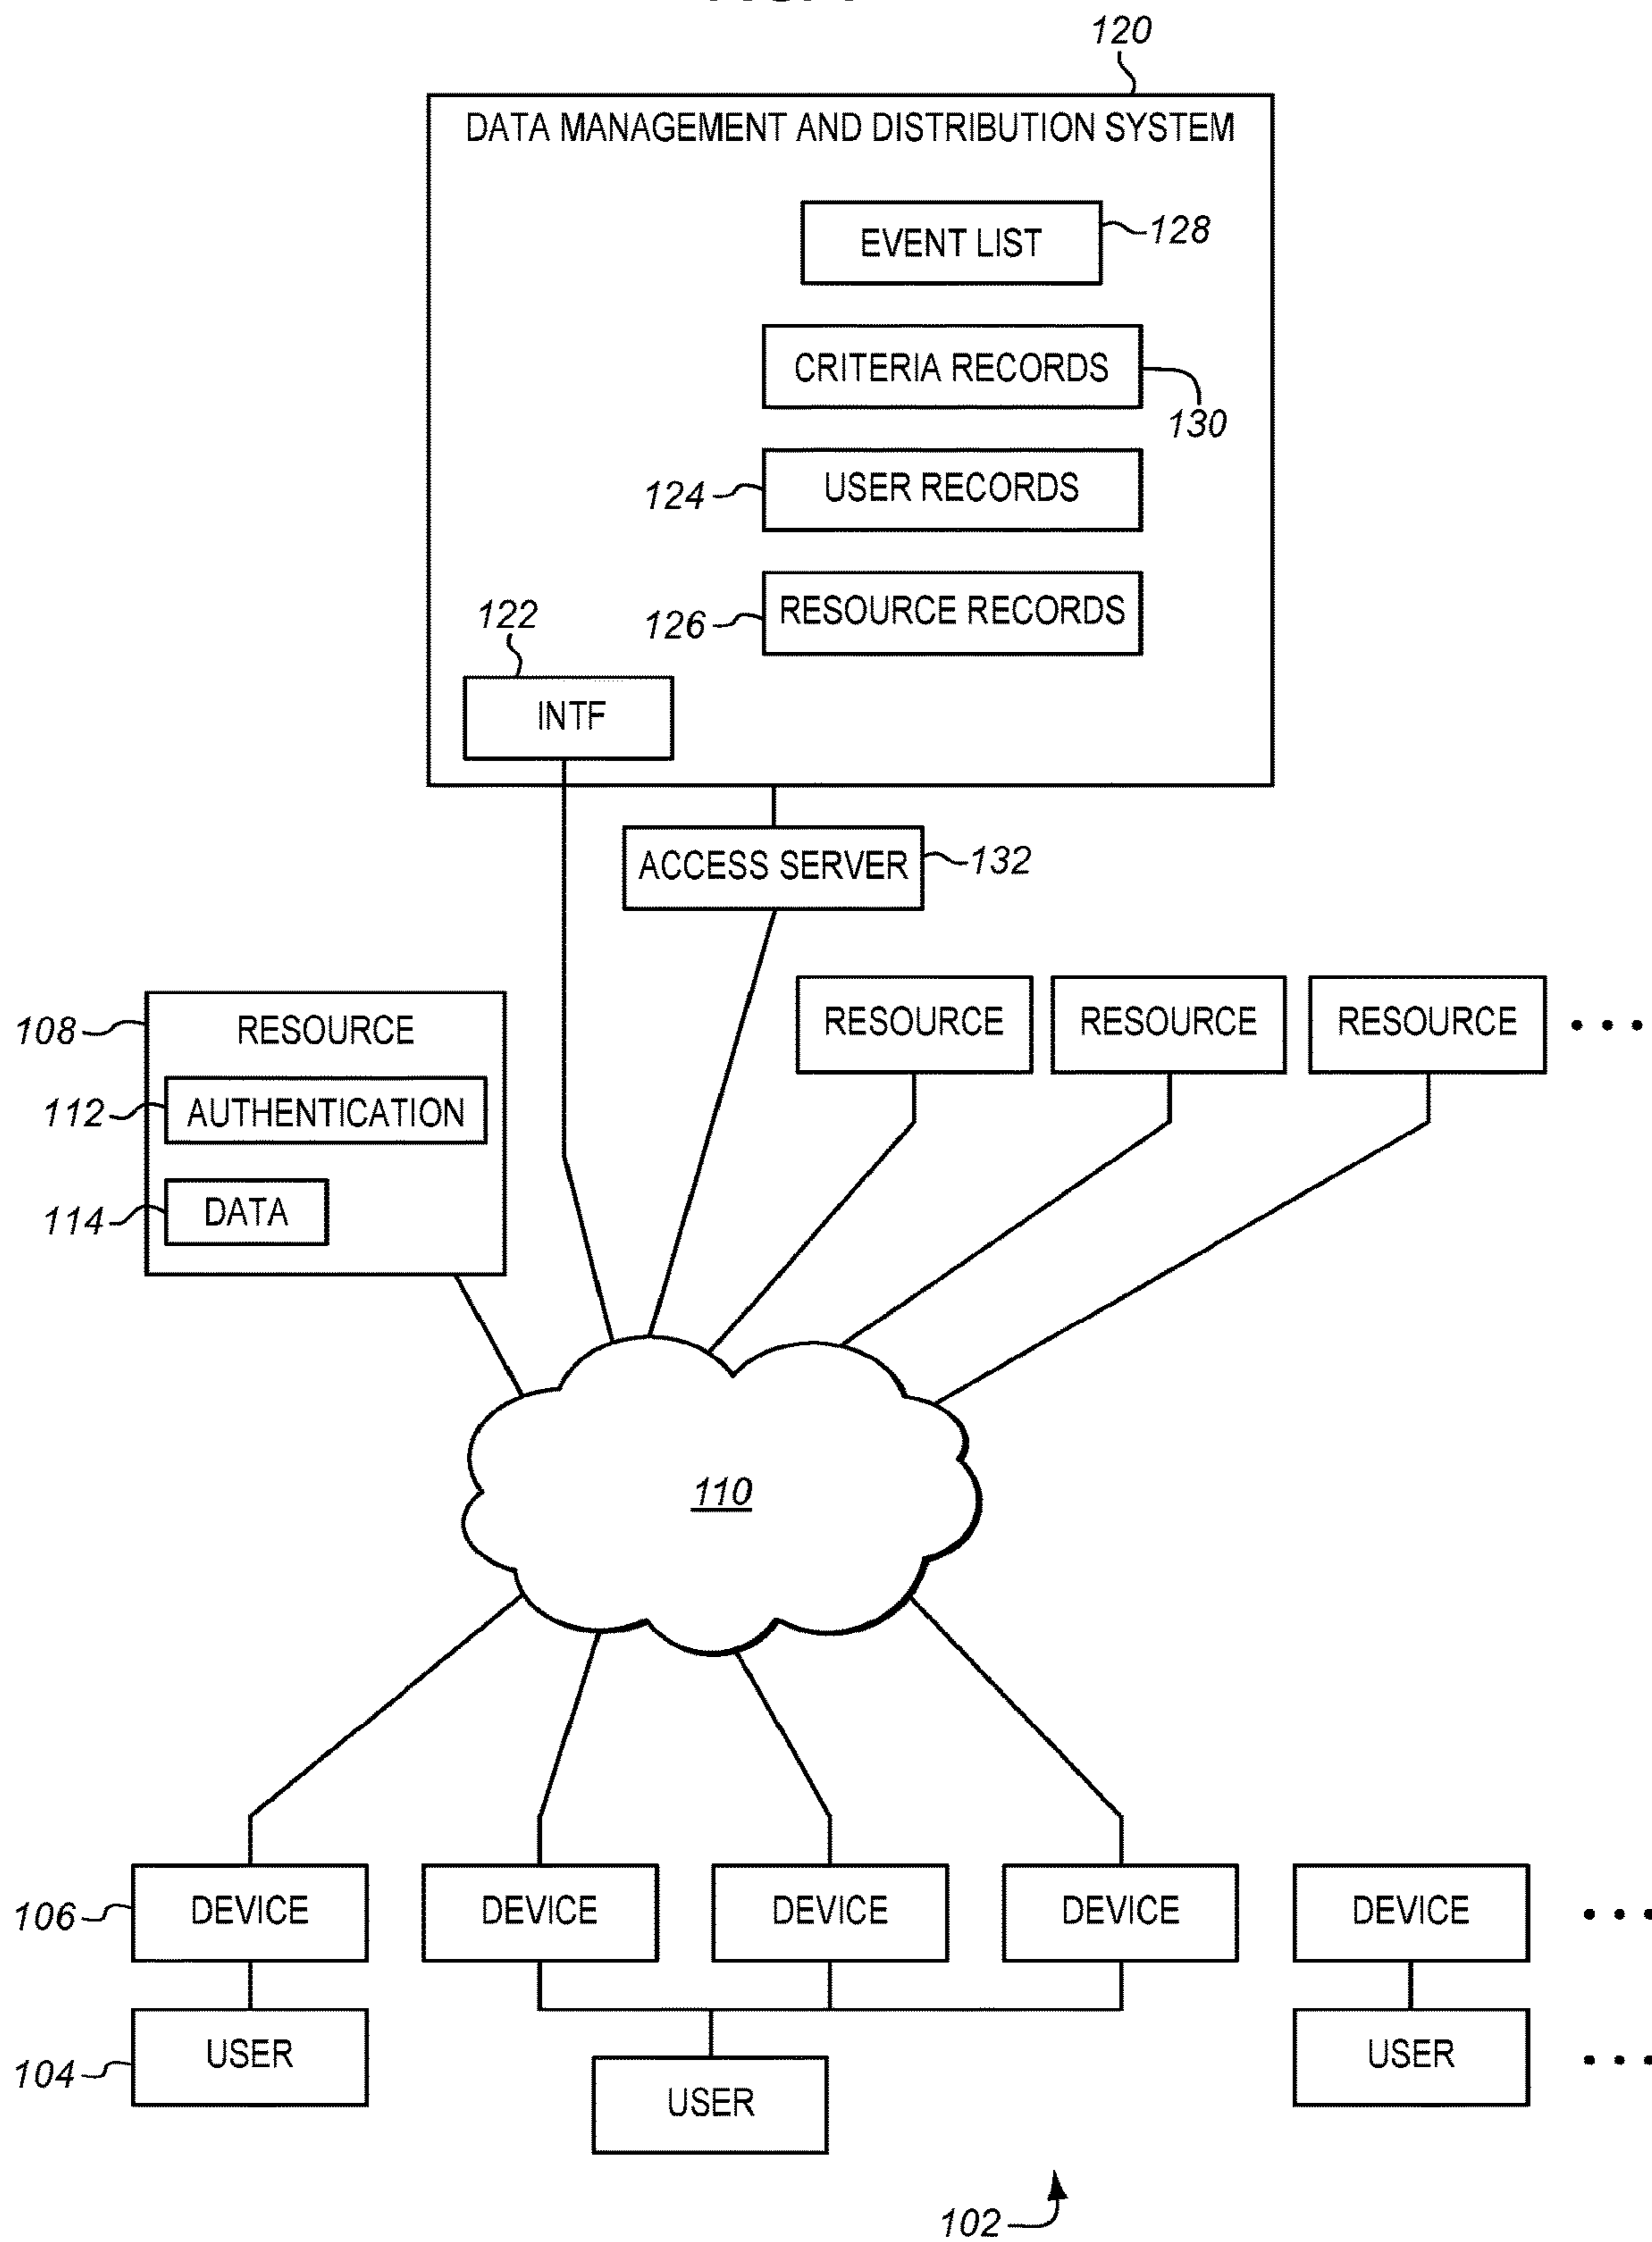 120
DATA MANAGEMENT AND DISTRIBUTION SYSTEM
EVENT LIST
128
CRITERIA RECORDS
130
USER RECORDS
124
RESOURCE RECORDS
126
122
INTF
ACCESS SERVER
132
108
RESOURCE
112
AUTHENTICATION
114
DATA
RESOURCE
RESOURCE
RESOURCE
• • •
110
106
DEVICE
DEVICE
DEVICE
DEVICE
DEVICE
• • •
104
USER
USER
USER
• • •
102